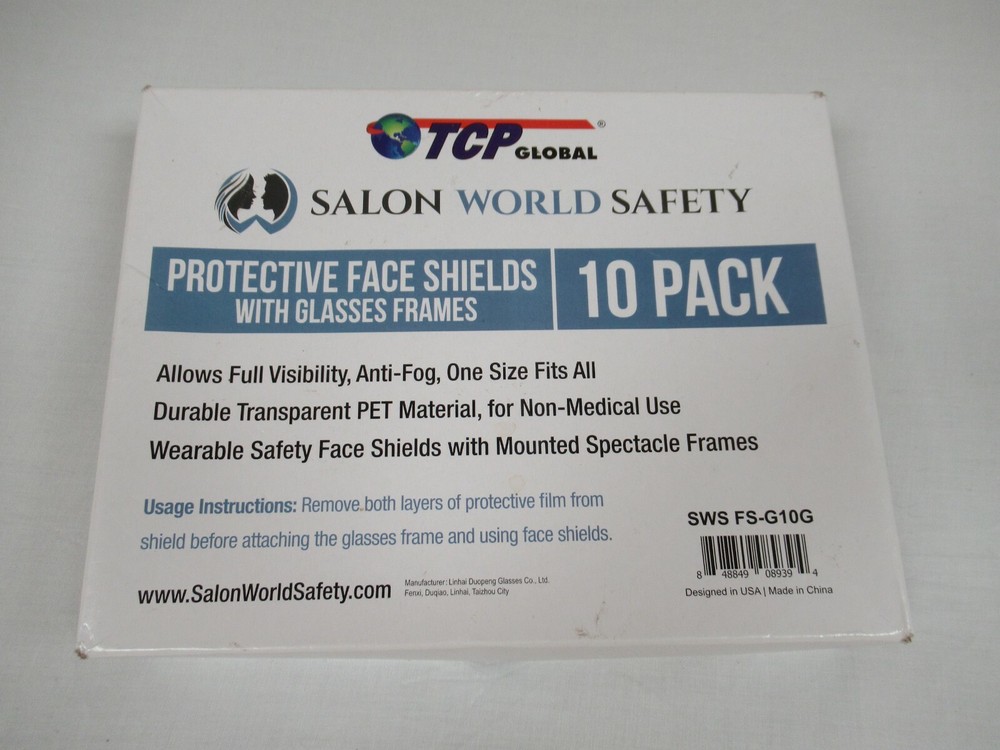 TCP GLOBAL®
SALON WORLD SAFETY
PROTECTIVE FACE SHIELDS
WITH GLASSES FRAMES
10 PACK
Allows Full Visibility, Anti-Fog, One Size Fits All
Durable Transparent PET Material, for Non-Medical Use
Wearable Safety Face Shields with Mounted Spectacle Frames
Usage Instructions: Remove both layers of protective film from
shield before attaching the glasses frame and using face shields.
SWS FS-G10G
8 48849 08939 4
Designed in USA | Made in China
www.SalonWorldSafety.com
Manufacturer: Linhai Duopeng Glasses Co., Ltd.
Fenxi, Duqiao, Linhai, Taizhou City